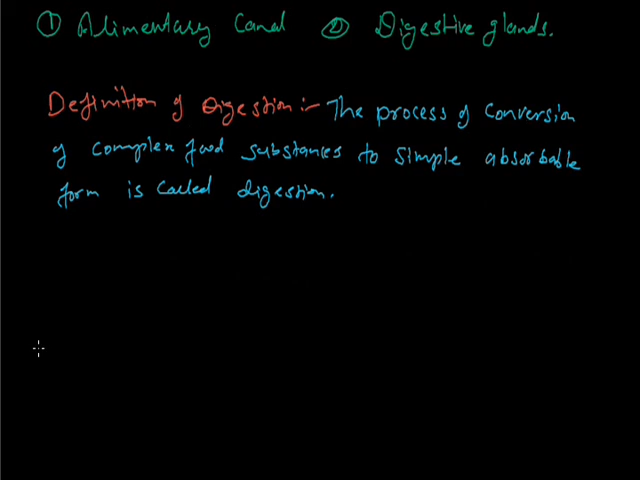 ① Alimentary Canal ② Digestive glands.
Definition of Digestion :- The process of conversion
of complex food substances to simple absorbable
form is called digestion.